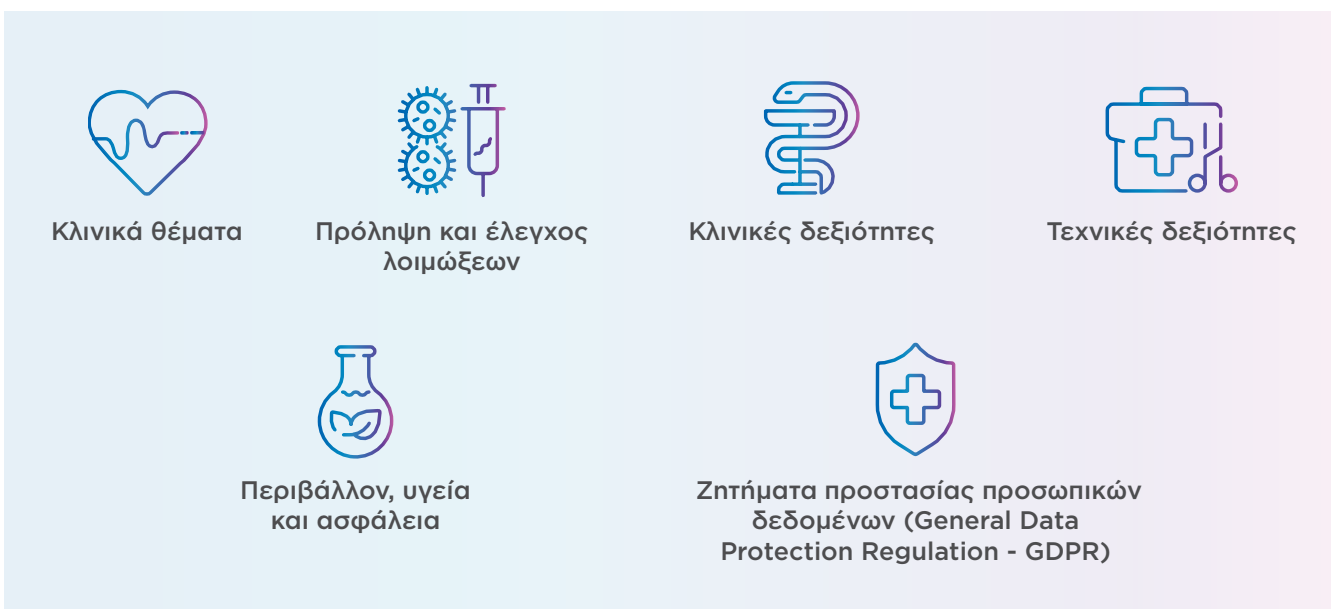 Κλινικά θέματα
Πρόληψη και έλεγχος
λοιμώξεων
Κλινικές δεξιότητες
Τεχνικές δεξιότητες
Περιβάλλον, υγεία
και ασφάλεια
Ζητήματα προστασίας προσωπικών
δεδομένων (General Data
Protection Regulation - GDPR)